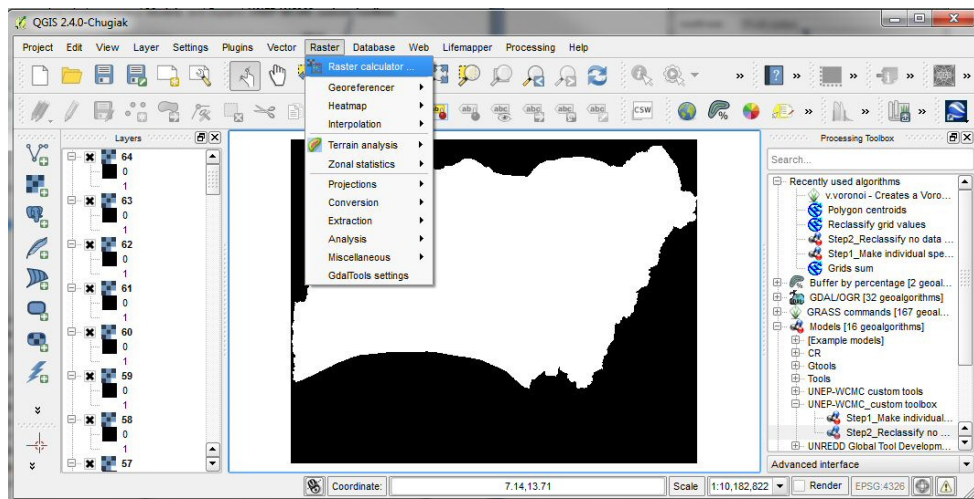 QGIS 2.4.0-Chugiak
Project Edit View Layer Settings Plugins Vector Raster Database Web Lifemapper Processing Help
Raster calculator ...
Georeferencer
Heatmap
Interpolation
Terrain analysis
Zonal statistics
Projections
Conversion
Extraction
Analysis
Miscellaneous
GdalTools settings
CSW
Layers
64
0
1
63
0
1
62
0
1
61
0
1
60
0
1
59
0
1
58
0
1
57
Processing Toolbox
Search...
Recently used algorithms
v.voronoi - Creates a Voro...
Polygon centroids
Reclassify grid values
Step2_Reclassify no data ...
Step1_Make individual spe...
Grids sum
Buffer by percentage [2 geoal...
GDAL/OGR [32 geoalgorithms]
GRASS commands [167 geoal...
Models [16 geoalgorithms]
[Example models]
CR
Gtools
Tools
UNEP-WCMC custom tools
UNEP-WCMC_custom toolbox
Step1_Make individual...
Step2_Reclassify no ...
UNREDD Global Tool Developm...
Advanced interface
Coordinate: 7.14,13.71 Scale 1:10,182,822 Render EPSG:4326